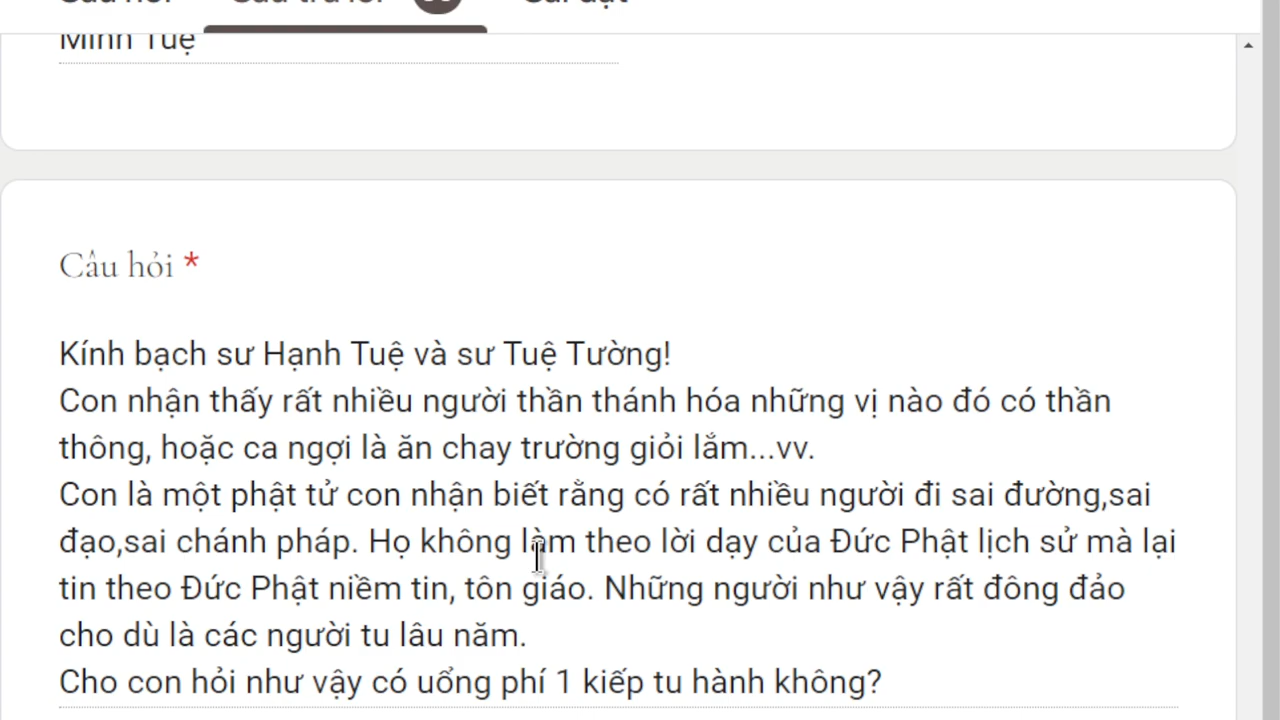 Minh Tuệ
Câu hỏi *
Kính bạch sư Hạnh Tuệ và sư Tuệ Tường!
Con nhận thấy rất nhiều người thần thánh hóa những vị nào đó có thần
thông, hoặc ca ngợi là ăn chay trường giỏi lắm...vv.
Con là một phật tử con nhận biết rằng có rất nhiều người đi sai đường,sai
đạo,sai chánh pháp. Họ không làm theo lời dạy của Đức Phật lịch sử mà lại
tin theo Đức Phật niềm tin, tôn giáo. Những người như vậy rất đông đảo
cho dù là các người tu lâu năm.
Cho con hỏi như vậy có uổng phí 1 kiếp tu hành không?